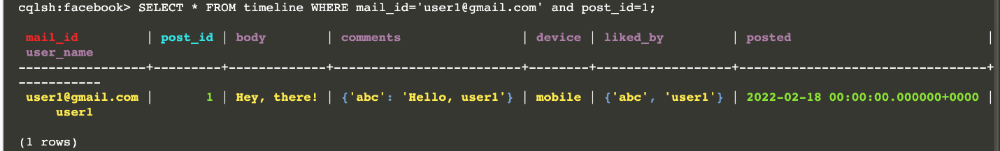 cqlsh:facebook> SELECT * FROM timeline WHERE mail_id='user1@gmail.com' and post_id=1;
 mail_id         | post_id | body        | comments                | device | liked_by        | posted                          |
 user_name
-----------------+---------+-------------+-------------------------+--------+-----------------+---------------------------------+
-----------
 user1@gmail.com |       1 | Hey, there! | {'abc': 'Hello, user1'} | mobile | {'abc', 'user1'} | 2022-02-18 00:00:00.000000+0000 |
     user1
(1 rows)